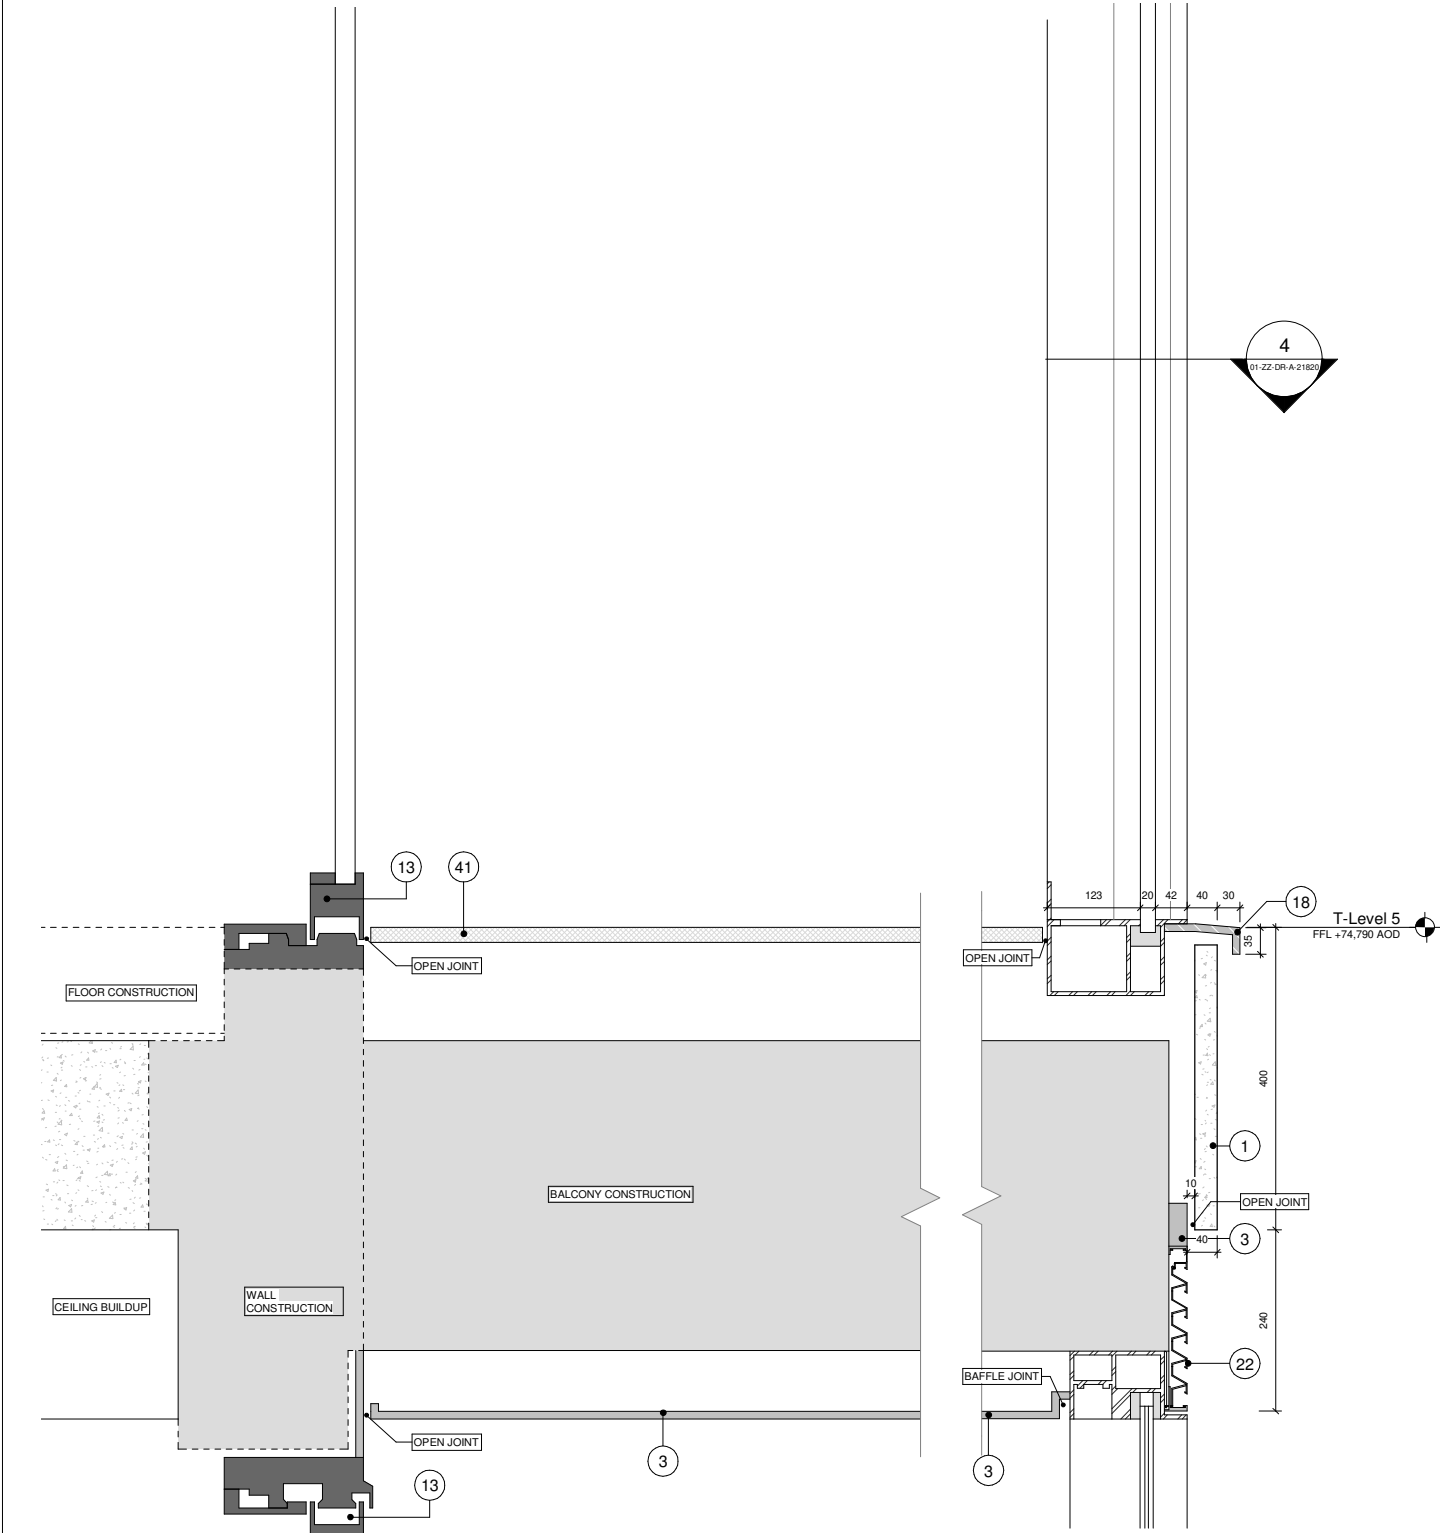 4
01-ZZ-DR-A-21820
13
41
123
20
42
40
30
18
T-Level 5
FFL +74,790 AOD
35
OPEN JOINT
OPEN JOINT
FLOOR CONSTRUCTION
400
1
BALCONY CONSTRUCTION
10
OPEN JOINT
40
3
WALL
CONSTRUCTION
CEILING BUILDUP
240
22
BAFFLE JOINT
OPEN JOINT
3
3
13